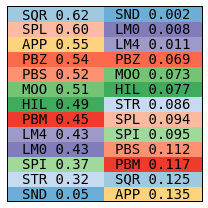 SQR 0.62 SND 0.002
SPL 0.60 LM0 0.008
APP 0.55 LM4 0.011
PBZ 0.54 PBZ 0.069
PBS 0.52 MOO 0.073
MOO 0.51 HIL 0.077
HIL 0.49 STR 0.086
PBM 0.45 SPL 0.094
LM4 0.43 SPI 0.095
LM0 0.43 PBS 0.112
SPI 0.37 PBM 0.117
STR 0.32 SQR 0.125
SND 0.05 APP 0.135